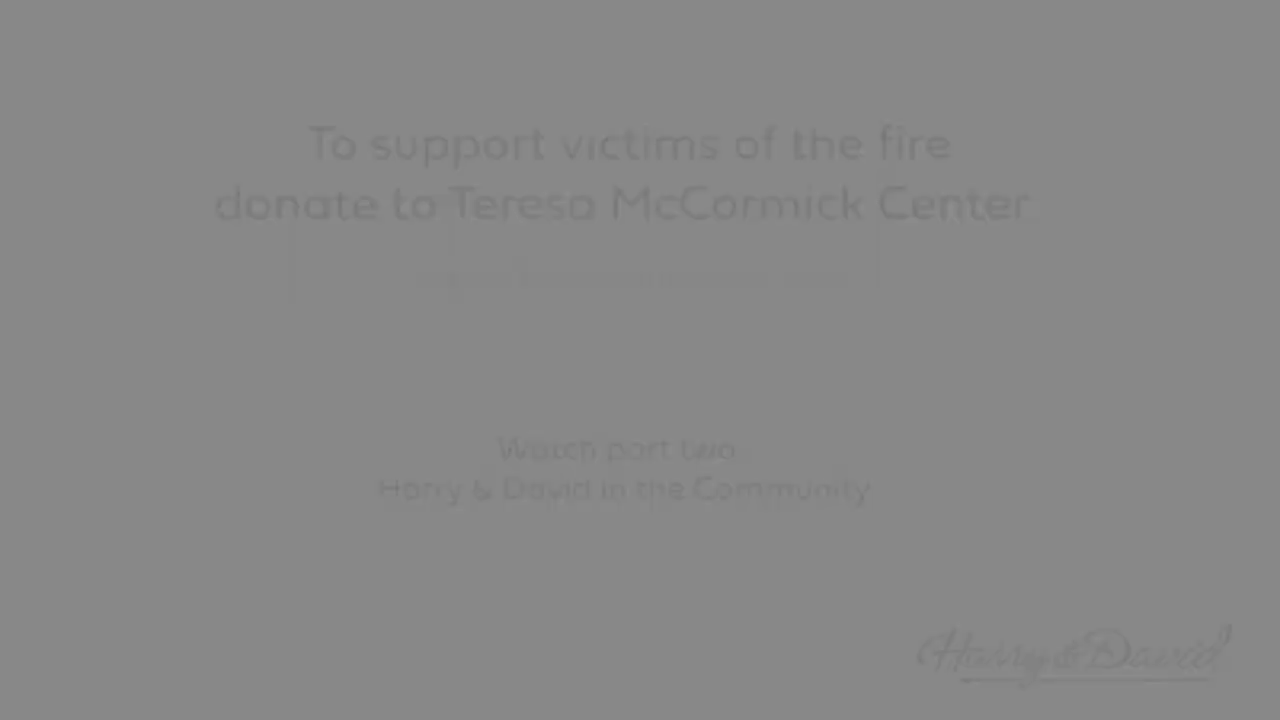 To support victims of the fire
donate to Teresa McCormick Center
Watch part two
Harry & David in the Community
Harry & David